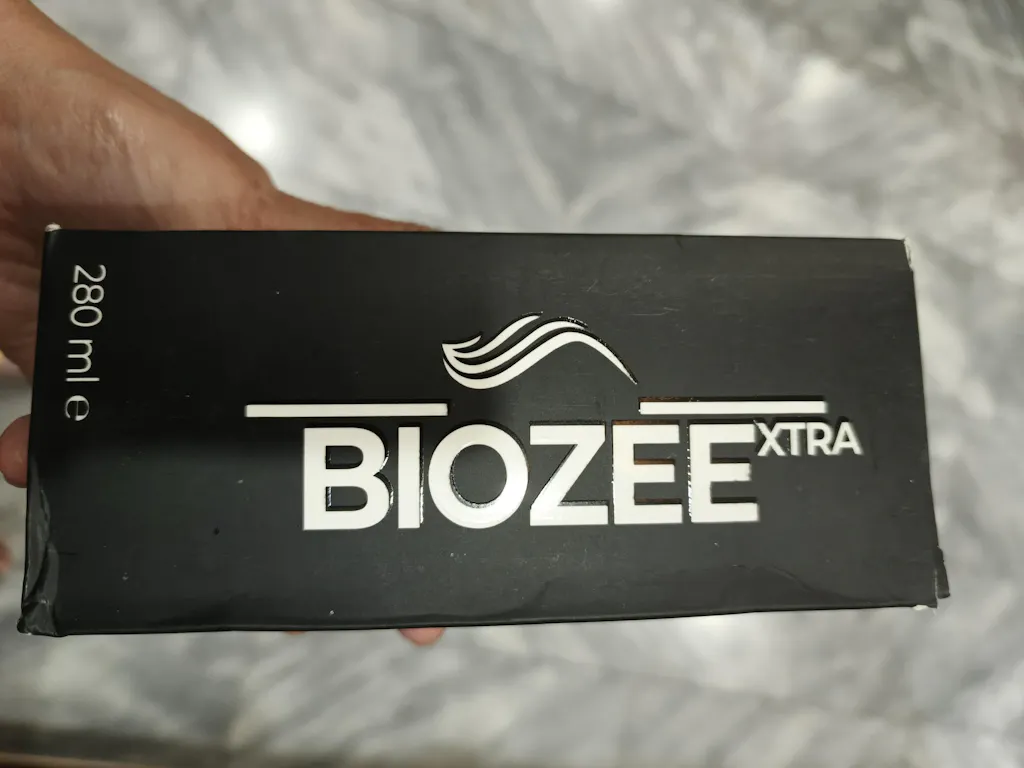 BIOZEE XTRA
280 ml e